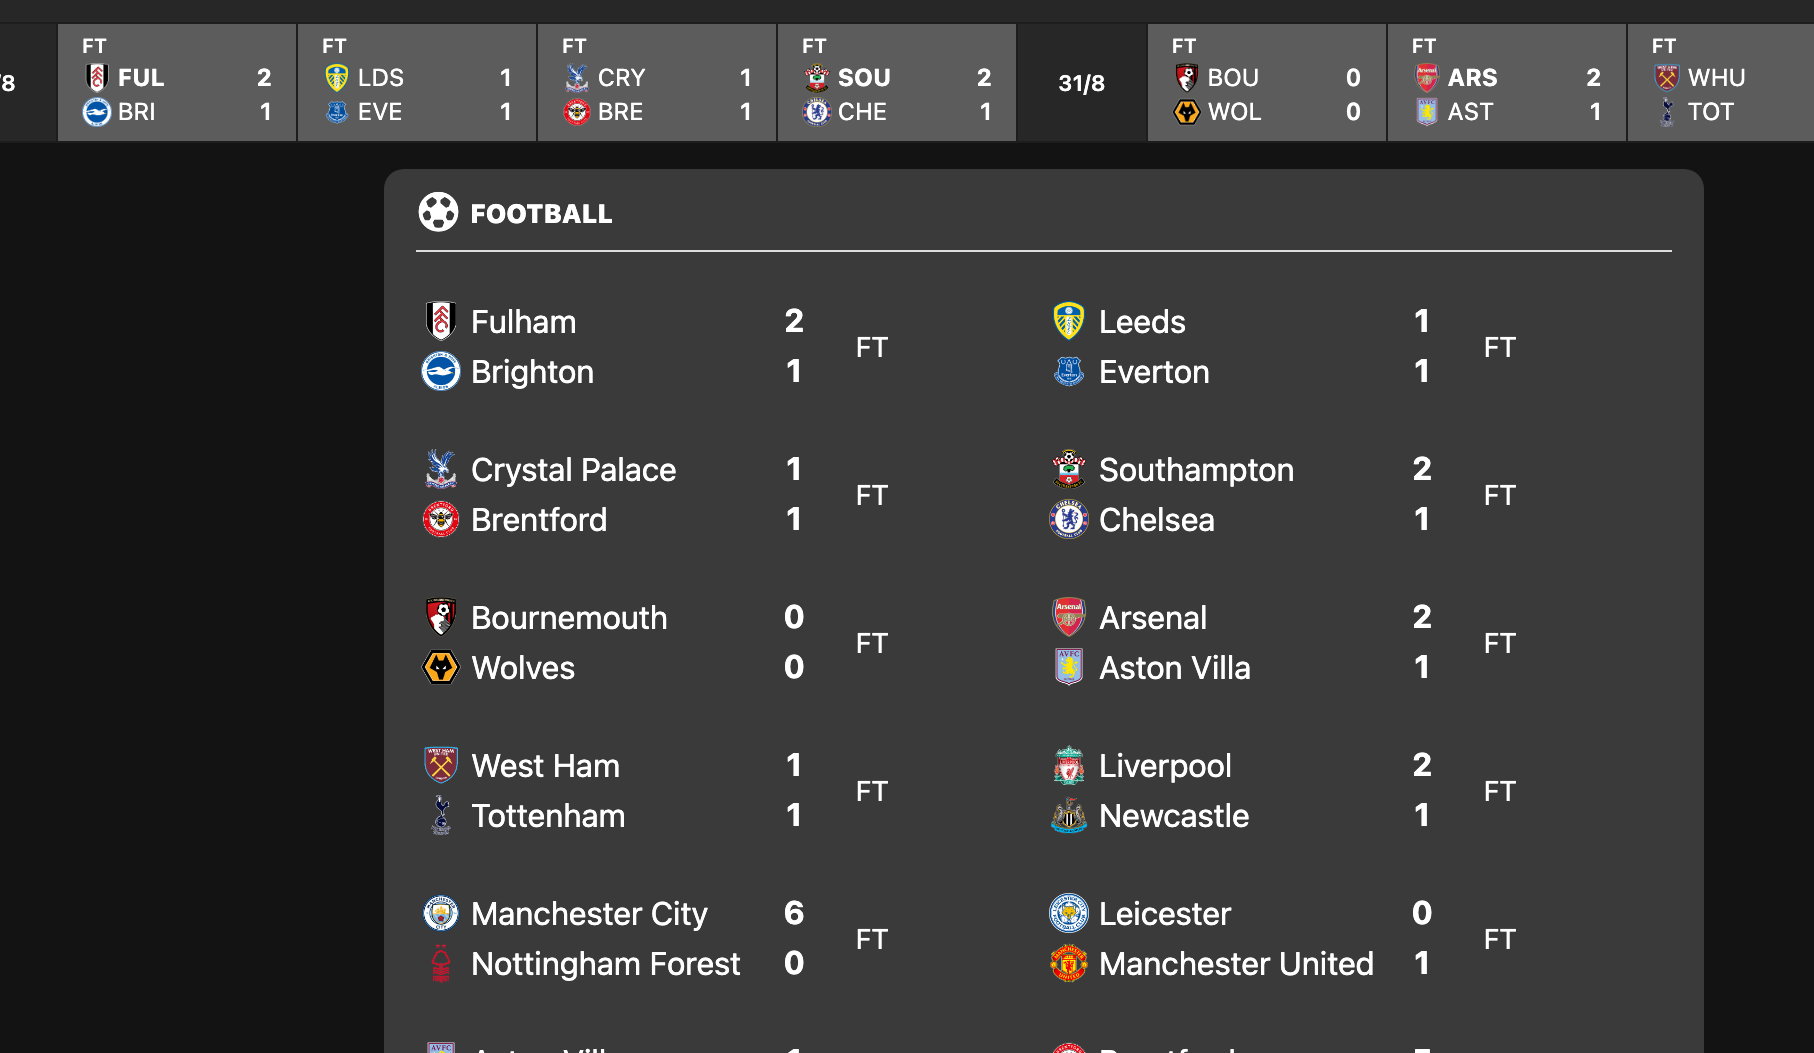 /8
FT
FUL 2
BRI 1
FT
LDS 1
EVE 1
FT
CRY 1
BRE 1
FT
SOU 2
CHE 1
31/8
FT
BOU 0
WOL 0
FT
ARS 2
AST 1
FT
WHU
TOT
FOOTBALL
Fulham 2
Brighton 1
FT
Leeds 1
Everton 1
FT
Crystal Palace 1
Brentford 1
FT
Southampton 2
Chelsea 1
FT
Bournemouth 0
Wolves 0
FT
Arsenal 2
Aston Villa 1
FT
West Ham 1
Tottenham 1
FT
Liverpool 2
Newcastle 1
FT
Manchester City 6
Nottingham Forest 0
FT
Leicester 0
Manchester United 1
FT